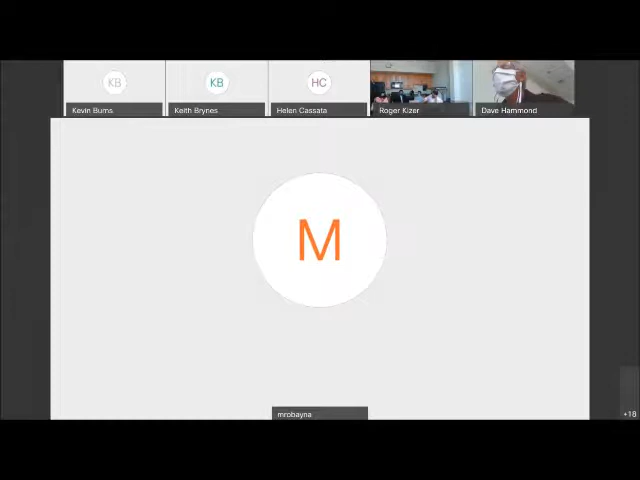 KB
KB
HC
Kevin Burns
Keith Brynes
Helen Cassata
Roger Kizer
Dave Hammond
M
mrobayna
+18